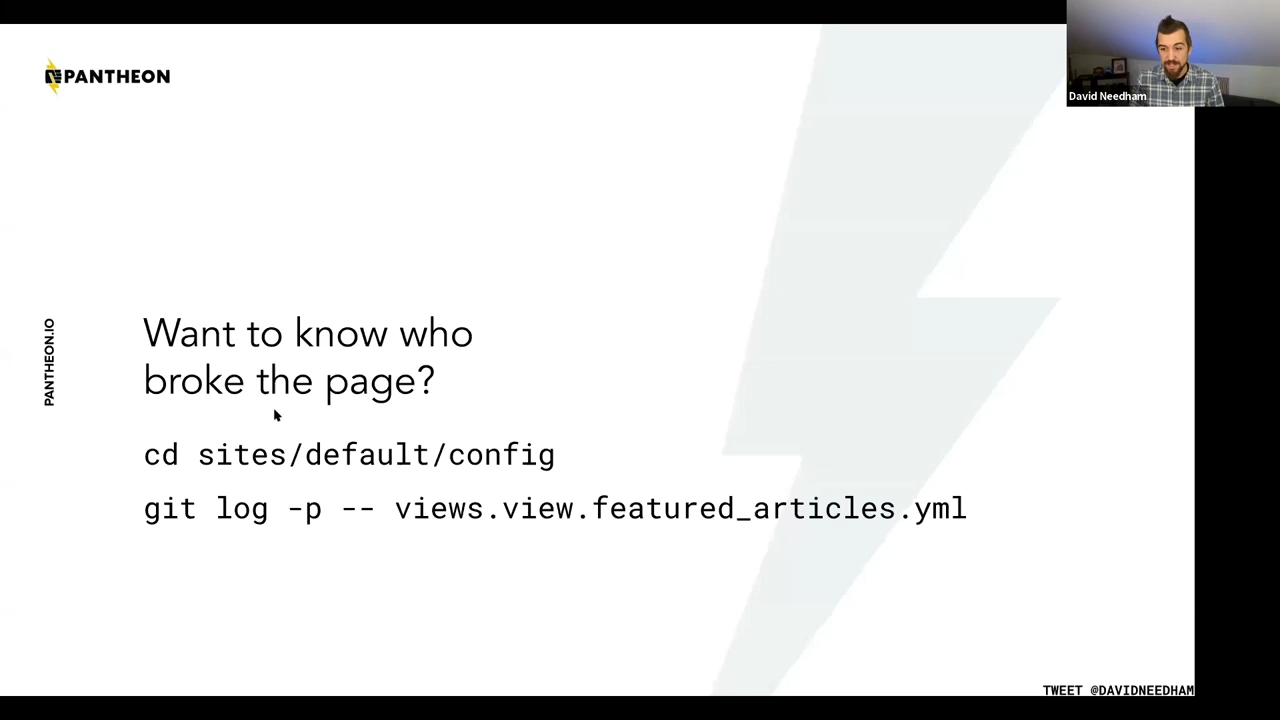 PANTHEON
David Needham
PANTHEON.IO
Want to know who
broke the page?
cd sites/default/config
git log -p -- views.view.featured_articles.yml
TWEET @DAVIDNEEDHAM